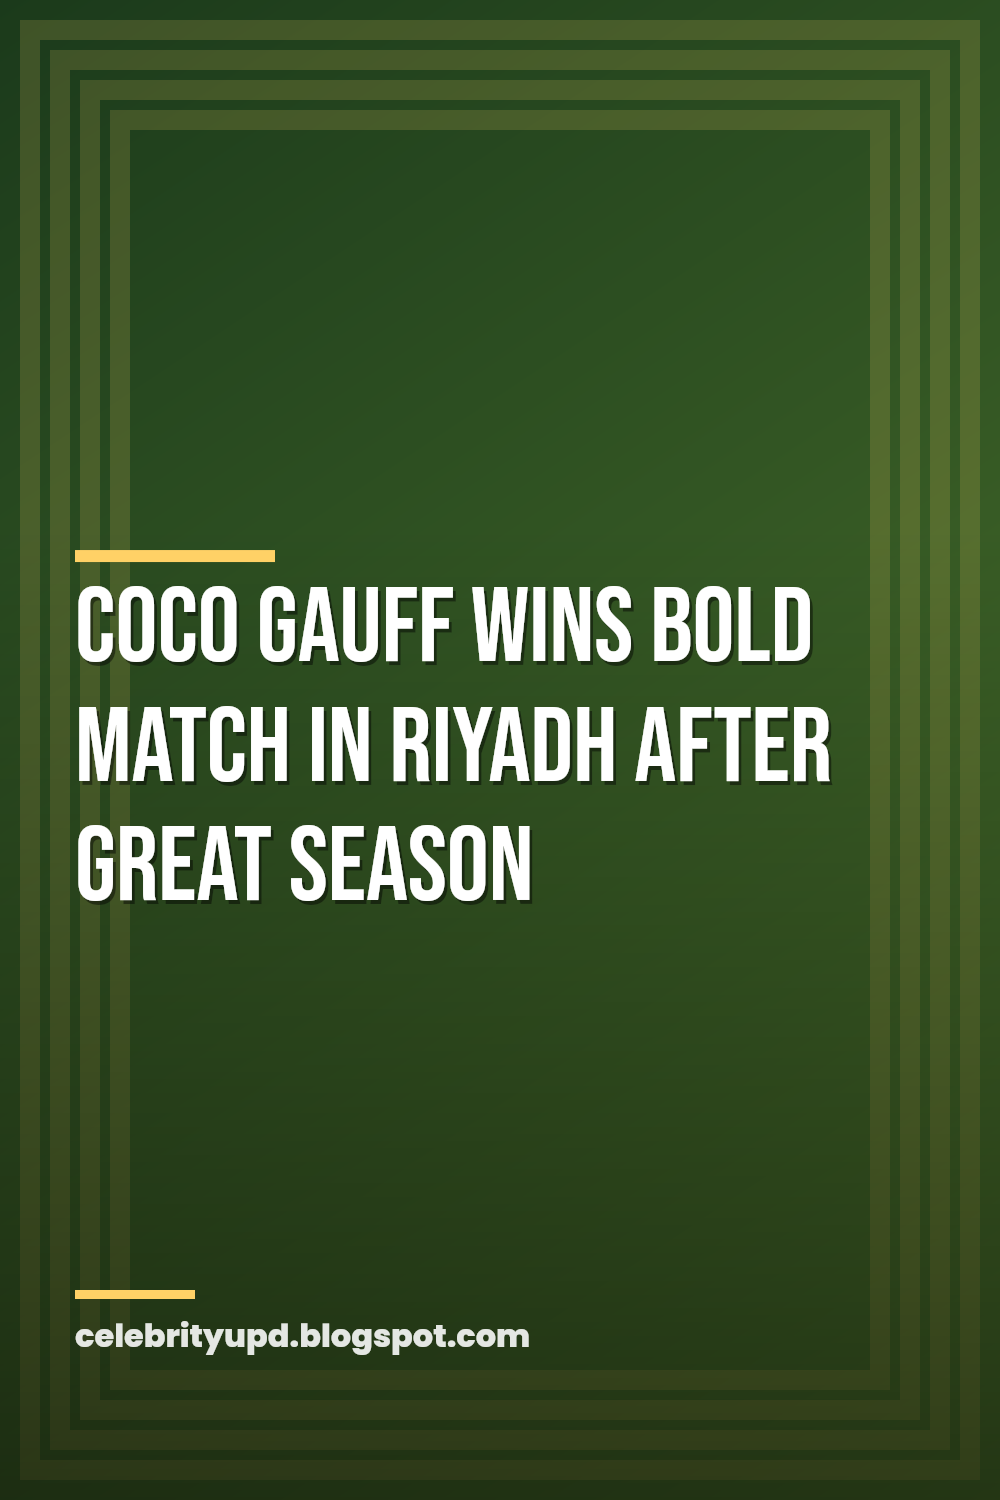 COCO GAUFF WINS BOLD
MATCH IN RIYADH AFTER
GREAT SEASON
celebrityupd.blogspot.com